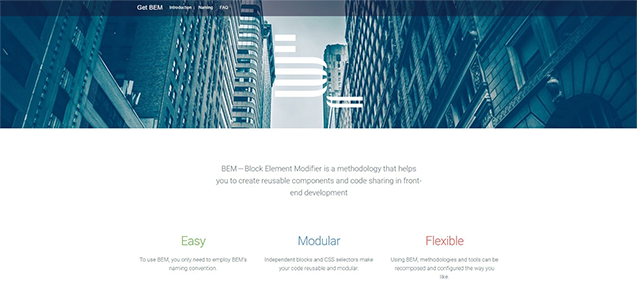 Get BEM Introduction Naming FAQ
BEM — Block Element Modifier is a methodology that helps
you to create reusable components and code sharing in front-
end development
Easy Modular Flexible
To use BEM, you only need to employ BEM's
naming convention.
Independent blocks and CSS selectors make
your code reusable and modular.
Using BEM, methodologies and tools can be
recomposed and configured the way you
like.